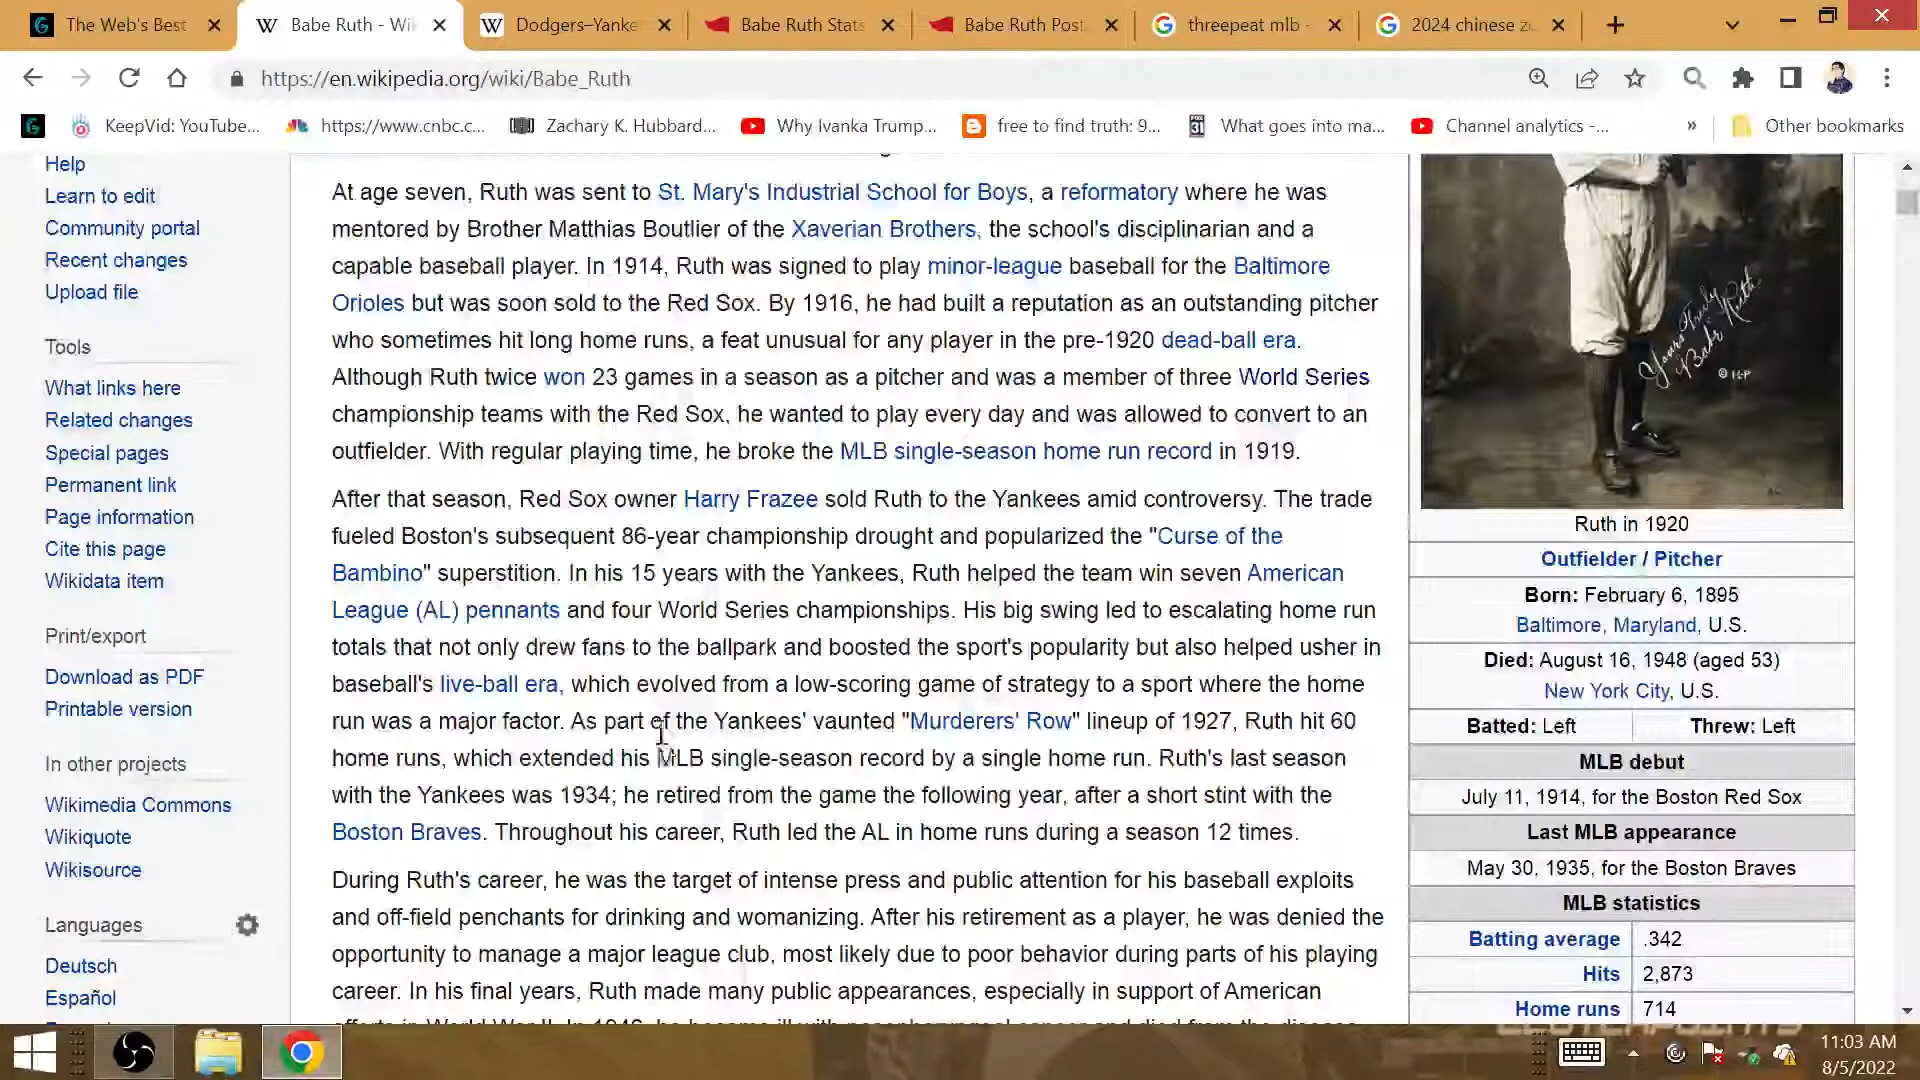 The Web's Best
Babe Ruth - Wi
Dodgers–Yanke
Babe Ruth Stats
Babe Ruth Post
threepeat mlb -
2024 chinese z
https://en.wikipedia.org/wiki/Babe_Ruth
KeepVid: YouTube...
https://www.cnbc.c...
Zachary K. Hubbard...
Why Ivanka Trump...
free to find truth: 9...
What goes into ma...
Channel analytics -...
»
Other bookmarks
Help
Learn to edit
Community portal
Recent changes
Upload file
Tools
What links here
Related changes
Special pages
Permanent link
Page information
Cite this page
Wikidata item
Print/export
Download as PDF
Printable version
In other projects
Wikimedia Commons
Wikiquote
Wikisource
Languages
Deutsch
Español
At age seven, Ruth was sent to St. Mary's Industrial School for Boys, a reformatory where he was
mentored by Brother Matthias Boutlier of the Xaverian Brothers, the school's disciplinarian and a
capable baseball player. In 1914, Ruth was signed to play minor-league baseball for the Baltimore
Orioles but was soon sold to the Red Sox. By 1916, he had built a reputation as an outstanding pitcher
who sometimes hit long home runs, a feat unusual for any player in the pre-1920 dead-ball era.
Although Ruth twice won 23 games in a season as a pitcher and was a member of three World Series
championship teams with the Red Sox, he wanted to play every day and was allowed to convert to an
outfielder. With regular playing time, he broke the MLB single-season home run record in 1919.
After that season, Red Sox owner Harry Frazee sold Ruth to the Yankees amid controversy. The trade
fueled Boston's subsequent 86-year championship drought and popularized the "Curse of the
Bambino" superstition. In his 15 years with the Yankees, Ruth helped the team win seven American
League (AL) pennants and four World Series championships. His big swing led to escalating home run
totals that not only drew fans to the ballpark and boosted the sport's popularity but also helped usher in
baseball's live-ball era, which evolved from a low-scoring game of strategy to a sport where the home
run was a major factor. As part of the Yankees' vaunted "Murderers' Row" lineup of 1927, Ruth hit 60
home runs, which extended his MLB single-season record by a single home run. Ruth's last season
with the Yankees was 1934; he retired from the game the following year, after a short stint with the
Boston Braves. Throughout his career, Ruth led the AL in home runs during a season 12 times.
During Ruth's career, he was the target of intense press and public attention for his baseball exploits
and off-field penchants for drinking and womanizing. After his retirement as a player, he was denied the
opportunity to manage a major league club, most likely due to poor behavior during parts of his playing
career. In his final years, Ruth made many public appearances, especially in support of American
Yours Truly
"Babe" Ruth
Ruth in 1920
Outfielder / Pitcher
Born: February 6, 1895
Baltimore, Maryland, U.S.
Died: August 16, 1948 (aged 53)
New York City, U.S.
Batted: Left
Threw: Left
MLB debut
July 11, 1914, for the Boston Red Sox
Last MLB appearance
May 30, 1935, for the Boston Braves
MLB statistics
Batting average .342
Hits 2,873
Home runs 714
11:03 AM
8/5/2022